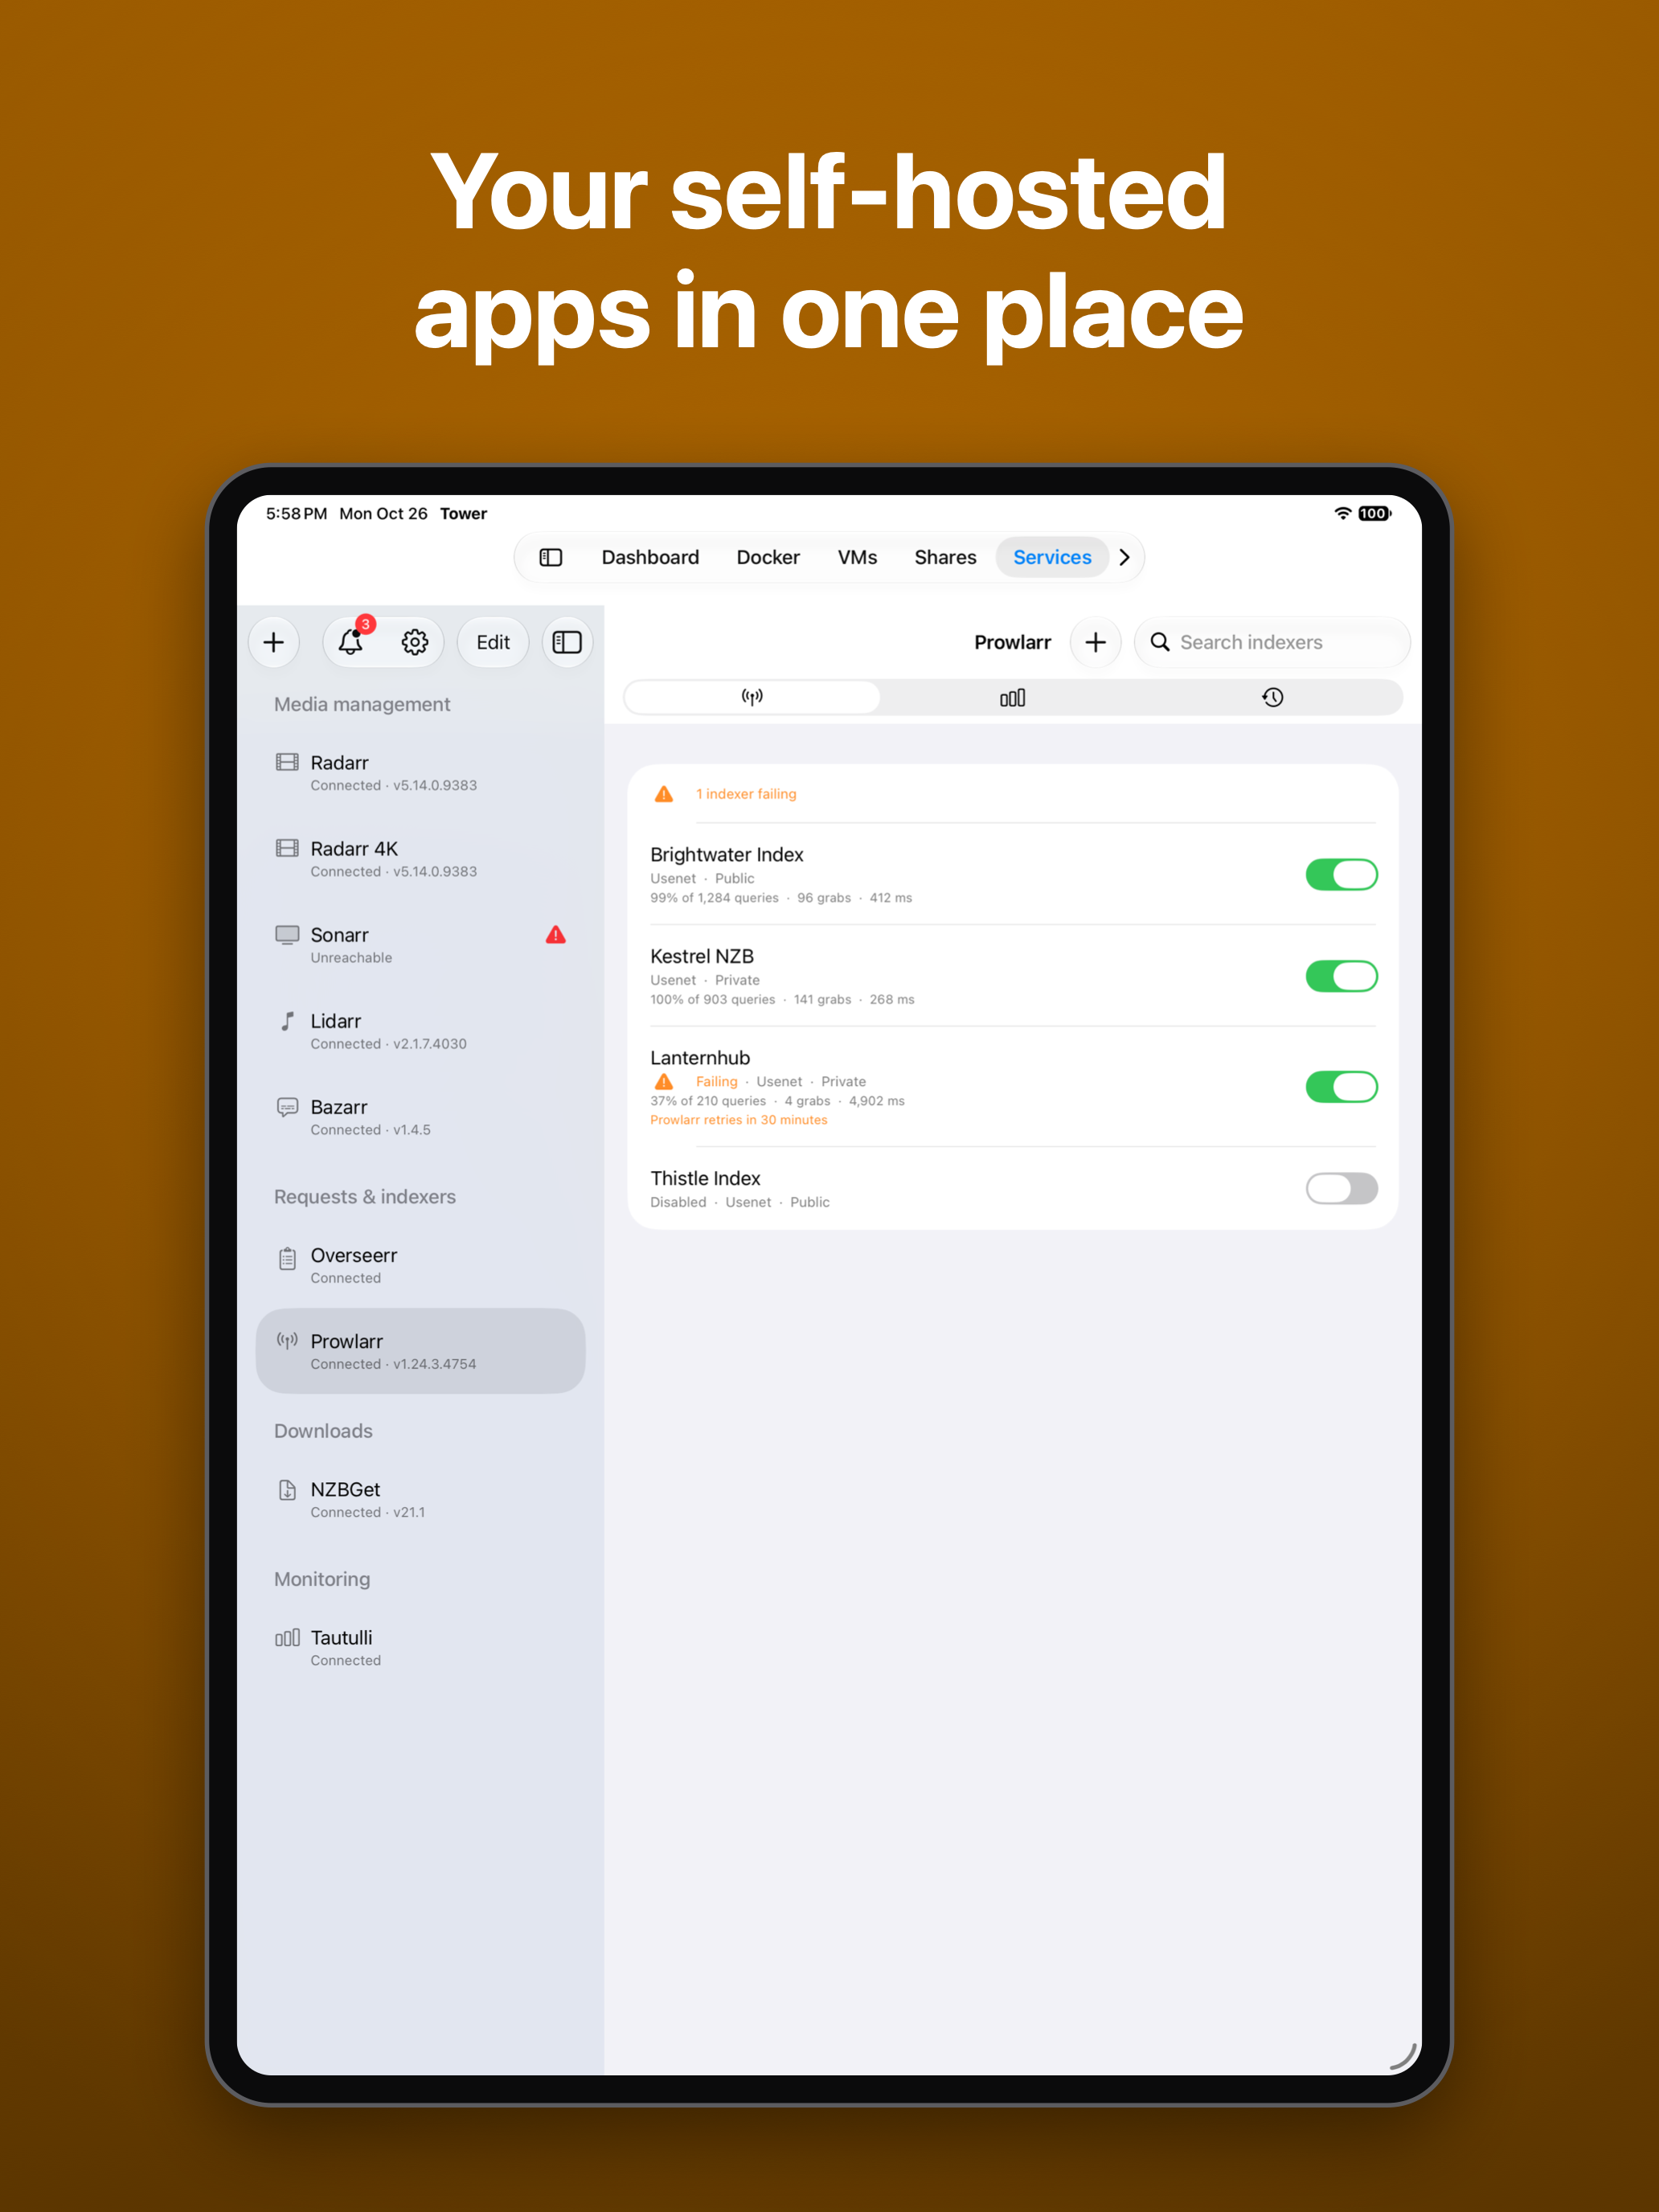 Your self-hosted
apps in one place
5:58 PM Mon Oct 26 Tower
100
Dashboard Docker VMs Shares Services
3
Edit
Media management
Radarr
Connected · v5.14.0.9383
Radarr 4K
Connected · v5.14.0.9383
Sonarr
Unreachable
Lidarr
Connected · v2.1.7.4030
Bazarr
Connected · v1.4.5
Requests & indexers
Overseerr
Connected
Prowlarr
Connected · v1.24.3.4754
Downloads
NZBGet
Connected · v21.1
Monitoring
Tautulli
Connected
Prowlarr
Search indexers
1 indexer failing
Brightwater Index
Usenet · Public
99% of 1,284 queries · 96 grabs · 412 ms
Kestrel NZB
Usenet · Private
100% of 903 queries · 141 grabs · 268 ms
Lanternhub
Failing · Usenet · Private
37% of 210 queries · 4 grabs · 4,902 ms
Prowlarr retries in 30 minutes
Thistle Index
Disabled · Usenet · Public